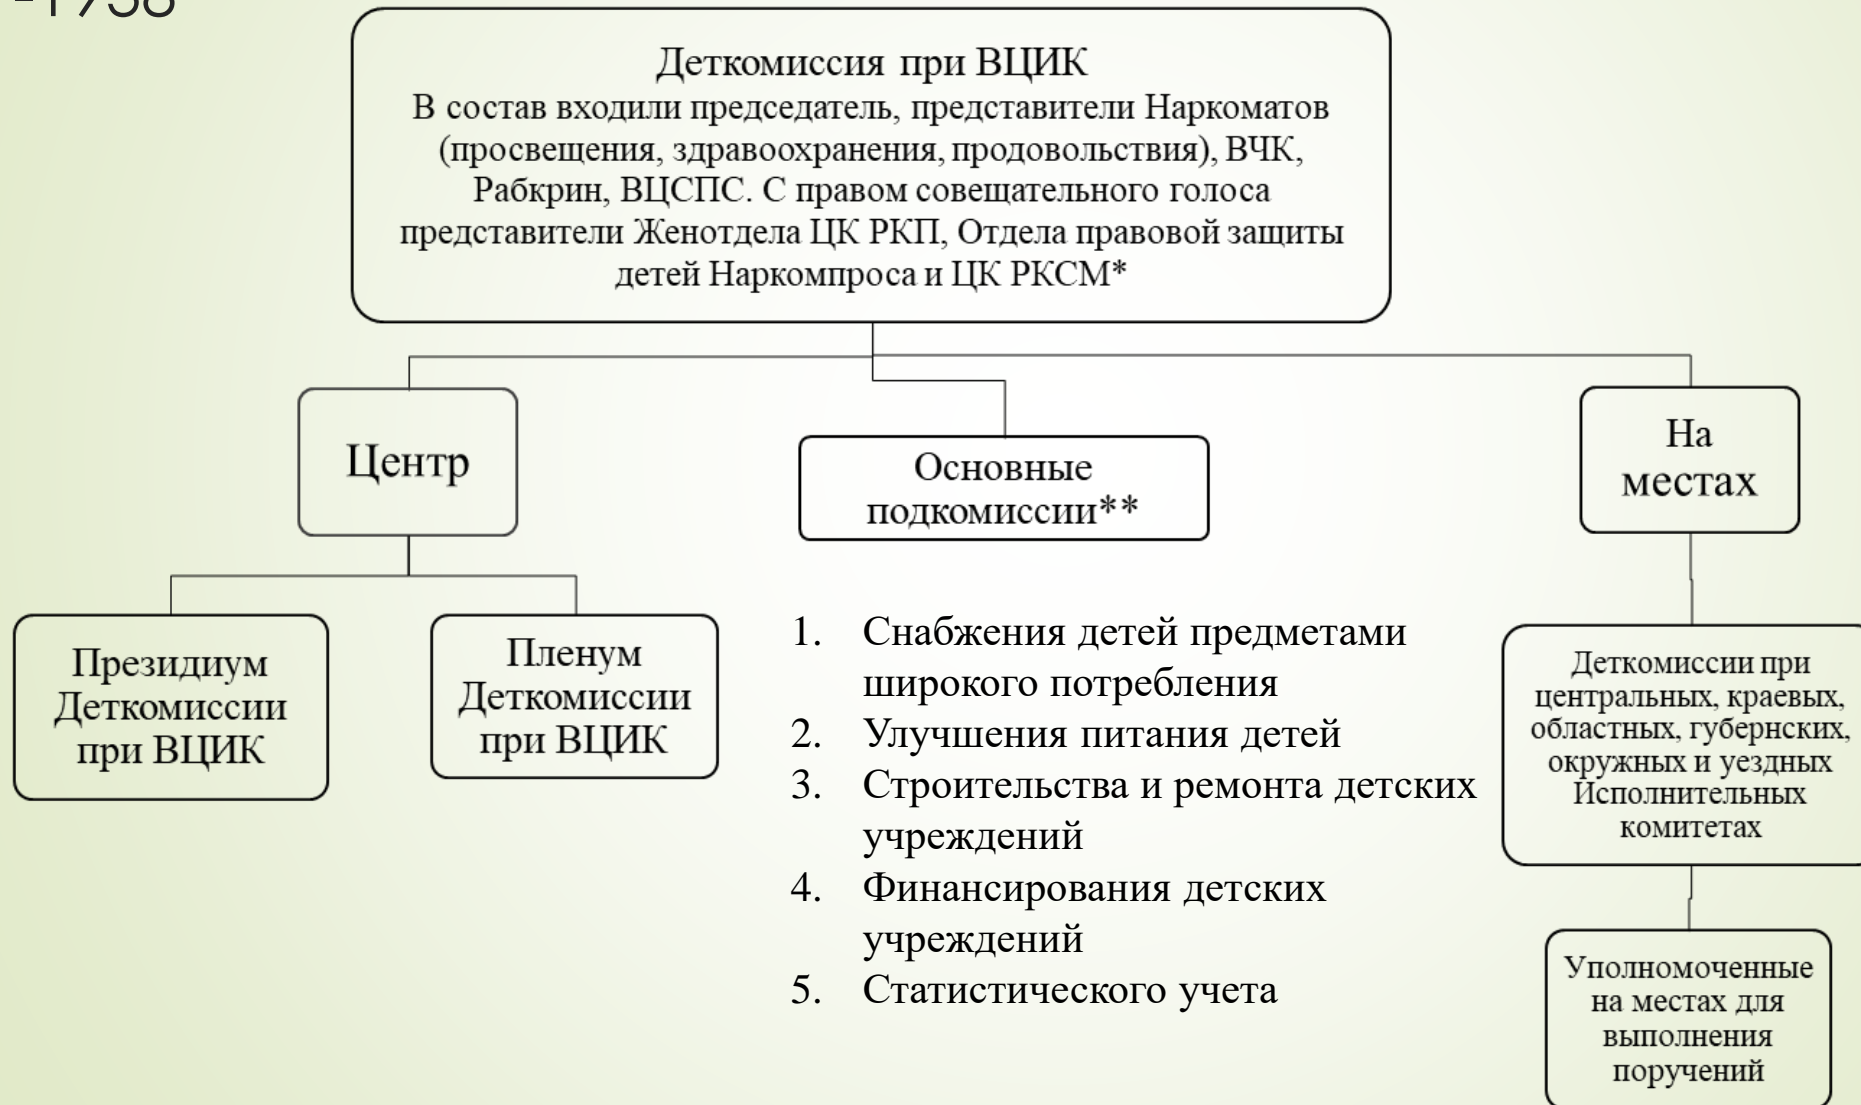 -1938
Деткомиссия при ВЦИК
В состав входили председатель, представители Наркоматов
(просвещения, здравоохранения, продовольствия), ВЧК,
Рабкрин, ВЦСПС. С правом совещательного голоса
представители Женотдела ЦК РКП, Отдела правовой защиты
детей Наркомпроса и ЦК РКСМ*
Центр
Основные
подкомиссии**
На
местах
Президиум
Деткомиссии
при ВЦИК
Пленум
Деткомиссии
при ВЦИК
1. Снабжения детей предметами
широкого потребления
2. Улучшения питания детей
3. Строительства и ремонта детских
учреждений
4. Финансирования детских
учреждений
5. Статистического учета
Деткомиссии при
центральных, краевых,
областных, губернских,
окружных и уездных
Исполнительных
комитетах
Уполномоченные
на местах для
выполнения
поручений